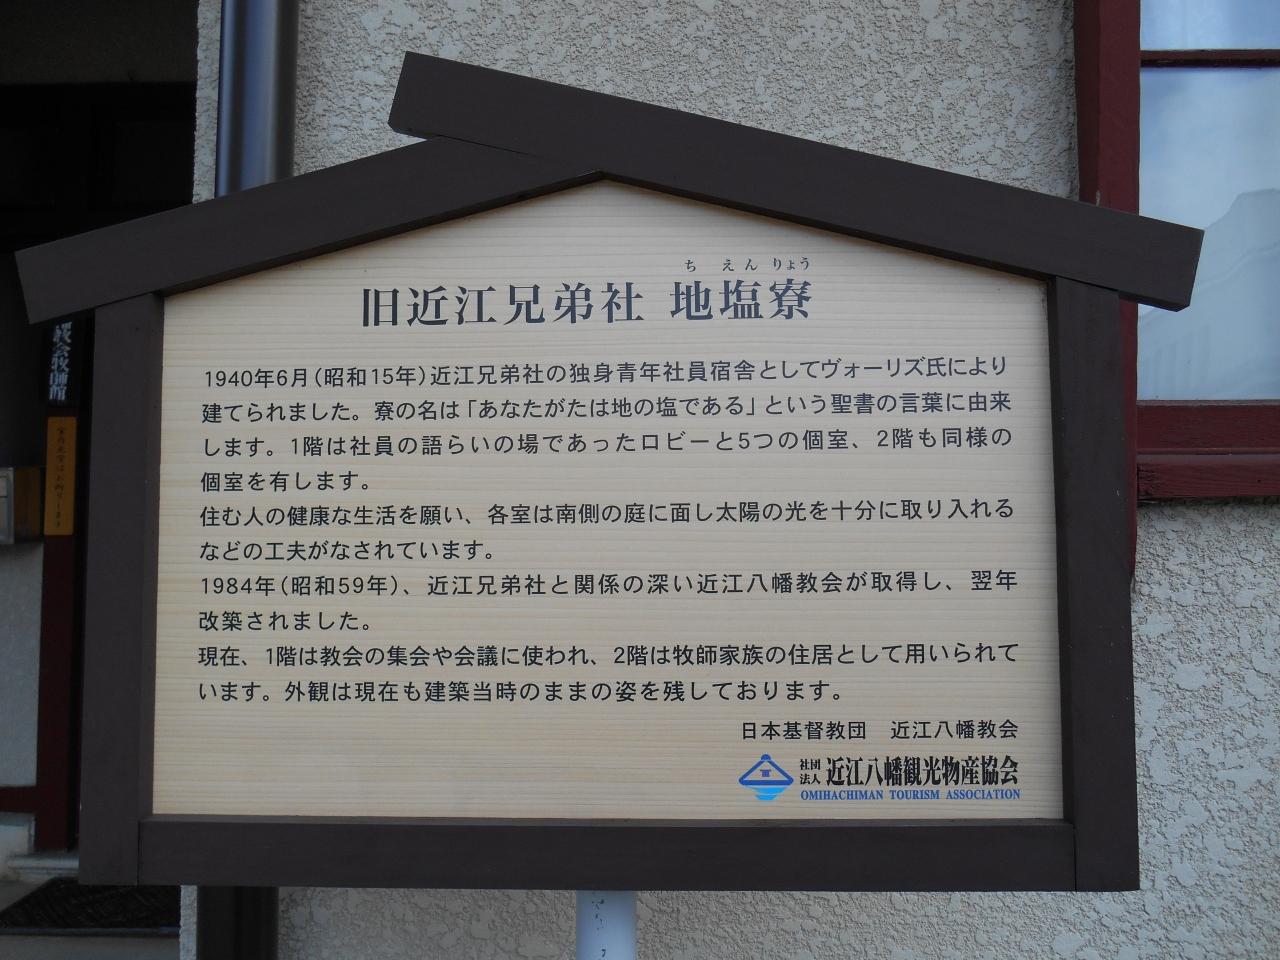 ち えん りょう
旧近江兄弟社 地塩寮
1940年6月(昭和15年)近江兄弟社の独身青年社員宿舎としてヴォーリズ氏により
建てられました。寮の名は「あなたがたは地の塩である」という聖書の言葉に由来
します。1階は社員の語らいの場であったロビーと5つの個室、2階も同様の
個室を有します。
住む人の健康な生活を願い、各室は南側の庭に面し太陽の光を十分に取り入れる
などの工夫がなされています。
1984年(昭和59年)、近江兄弟社と関係の深い近江八幡教会が取得し、翌年
改築されました。
現在、1階は教会の集会や会議に使われ、2階は牧師家族の住居として用いられて
います。外観は現在も建築当時のままの姿を残しております。
日本基督教団 近江八幡教会
社団法人 近江八幡観光物産協会
OMIHACHIMAN TOURISM ASSOCIATION
教会牧師館